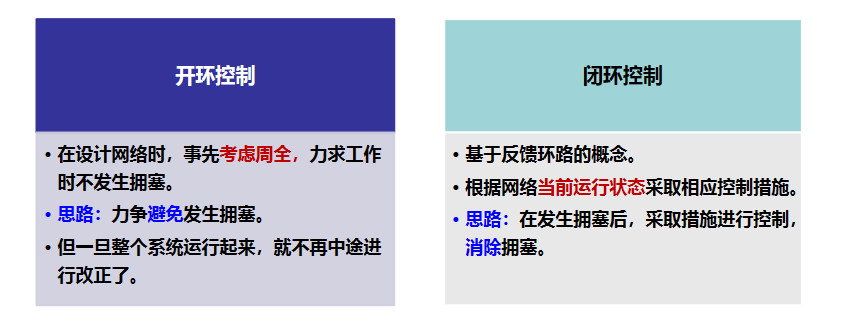 开环控制
• 在设计网络时，事先考虑周全，力求工作
时不发生拥塞。
• 思路：力争避免发生拥塞。
• 但一旦整个系统运行起来，就不再中途进
行改正了。
闭环控制
• 基于反馈环路的概念。
• 根据网络当前运行状态采取相应控制措施。
• 思路：在发生拥塞后，采取措施进行控制，
消除拥塞。